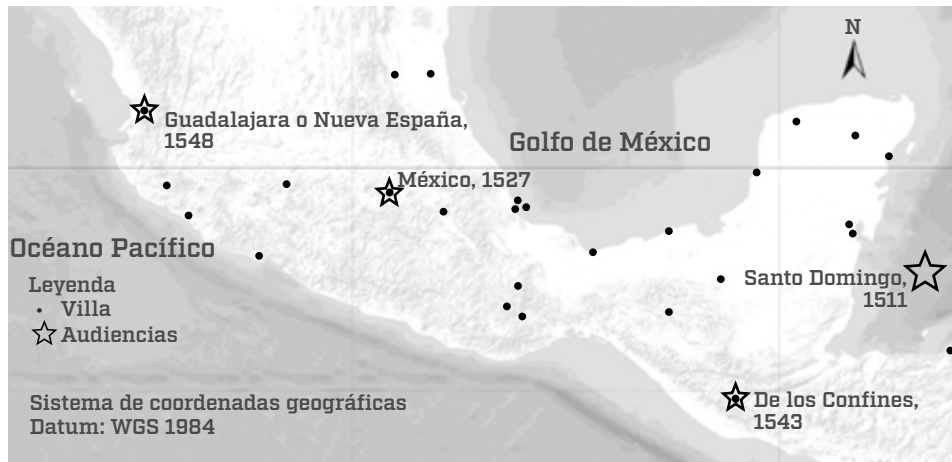 N
Guadalajara o Nueva España,
1548
Golfo de México
México, 1527
Océano Pacífico
Santo Domingo,
1511
Leyenda
Villa
Audiencias
De los Confines,
1543
Sistema de coordenadas geográficas
Datum: WGS 1984